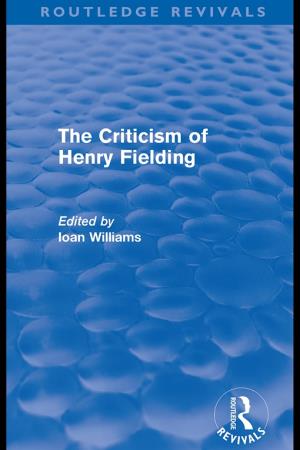 ROUTLEDGE REVIVALS
The Criticism of
Henry Fielding
Edited by
Ioan Williams
ROUTLEDGE
REVIVALS